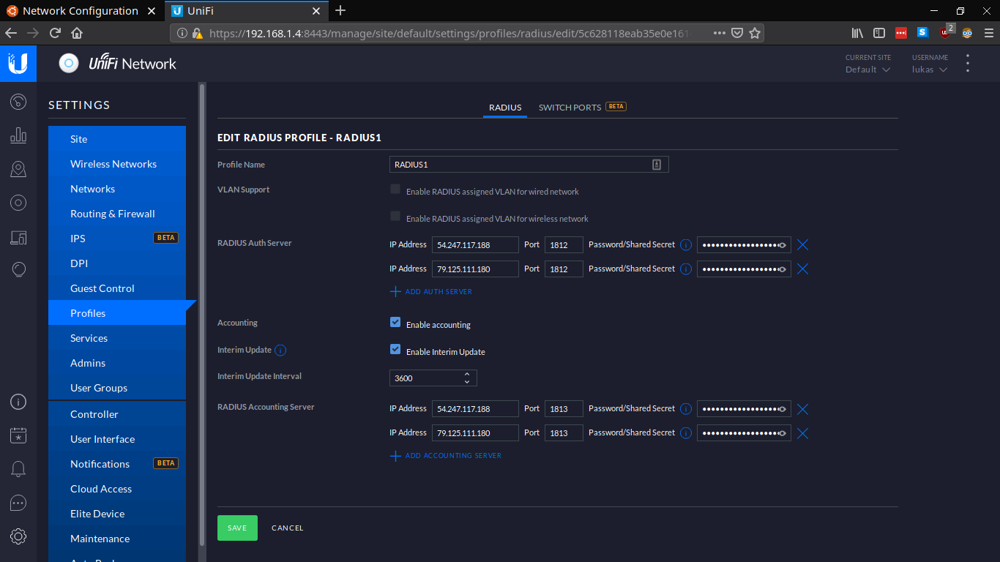 Network Configuration
UniFi
https://192.168.1.4:8443/manage/site/default/settings/profiles/radius/edit/5c628118eab35e0e161
2
UniFi Network
CURRENT SITE
Default
USERNAME
lukas
SETTINGS
Site
Wireless Networks
Networks
Routing & Firewall
IPS BETA
DPI
Guest Control
Profiles
Services
Admins
User Groups
Controller
User Interface
Notifications BETA
Cloud Access
Elite Device
Maintenance
RADIUS SWITCH PORTS BETA
EDIT RADIUS PROFILE - RADIUS1
Profile Name RADIUS1
VLAN Support Enable RADIUS assigned VLAN for wired network
Enable RADIUS assigned VLAN for wireless network
RADIUS Auth Server IP Address 54.247.117.188 Port 1812 Password/Shared Secret
IP Address 79.125.111.180 Port 1812 Password/Shared Secret
ADD AUTH SERVER
Accounting Enable accounting
Interim Update Enable Interim Update
Interim Update Interval 3600
RADIUS Accounting Server IP Address 54.247.117.188 Port 1813 Password/Shared Secret
IP Address 79.125.111.180 Port 1813 Password/Shared Secret
ADD ACCOUNTING SERVER
SAVE CANCEL